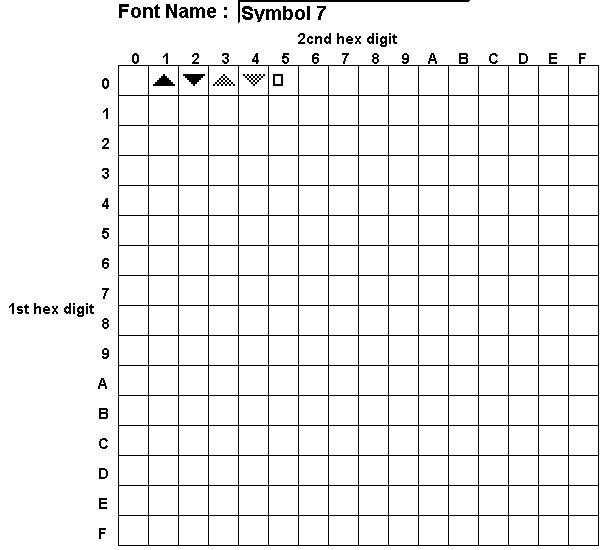 Font Name : Symbol 7
2cnd hex digit
0 1 2 3 4 5 6 7 8 9 A B C D E F
0 ▲ ▼ ▲ ▼ □
1
2
3
4
5
6
7
1st hex digit
8
9
A
B
C
D
E
F